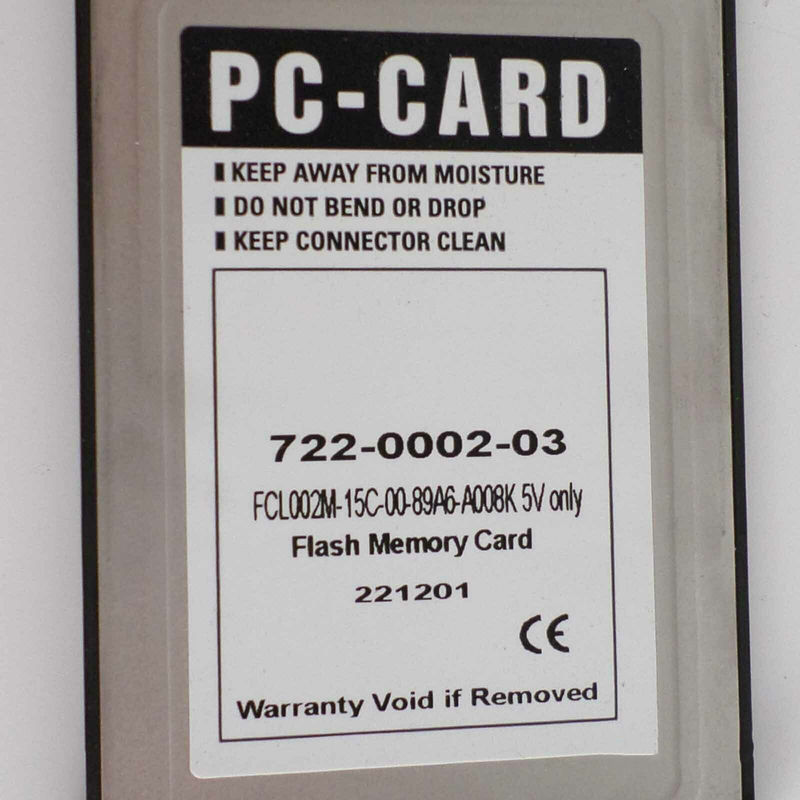 PC-CARD
KEEP AWAY FROM MOISTURE
DO NOT BEND OR DROP
KEEP CONNECTOR CLEAN
722-0002-03
FCL002M-15C-00-89A6-A008K 5V only
Flash Memory Card
221201
CE
Warranty Void if Removed